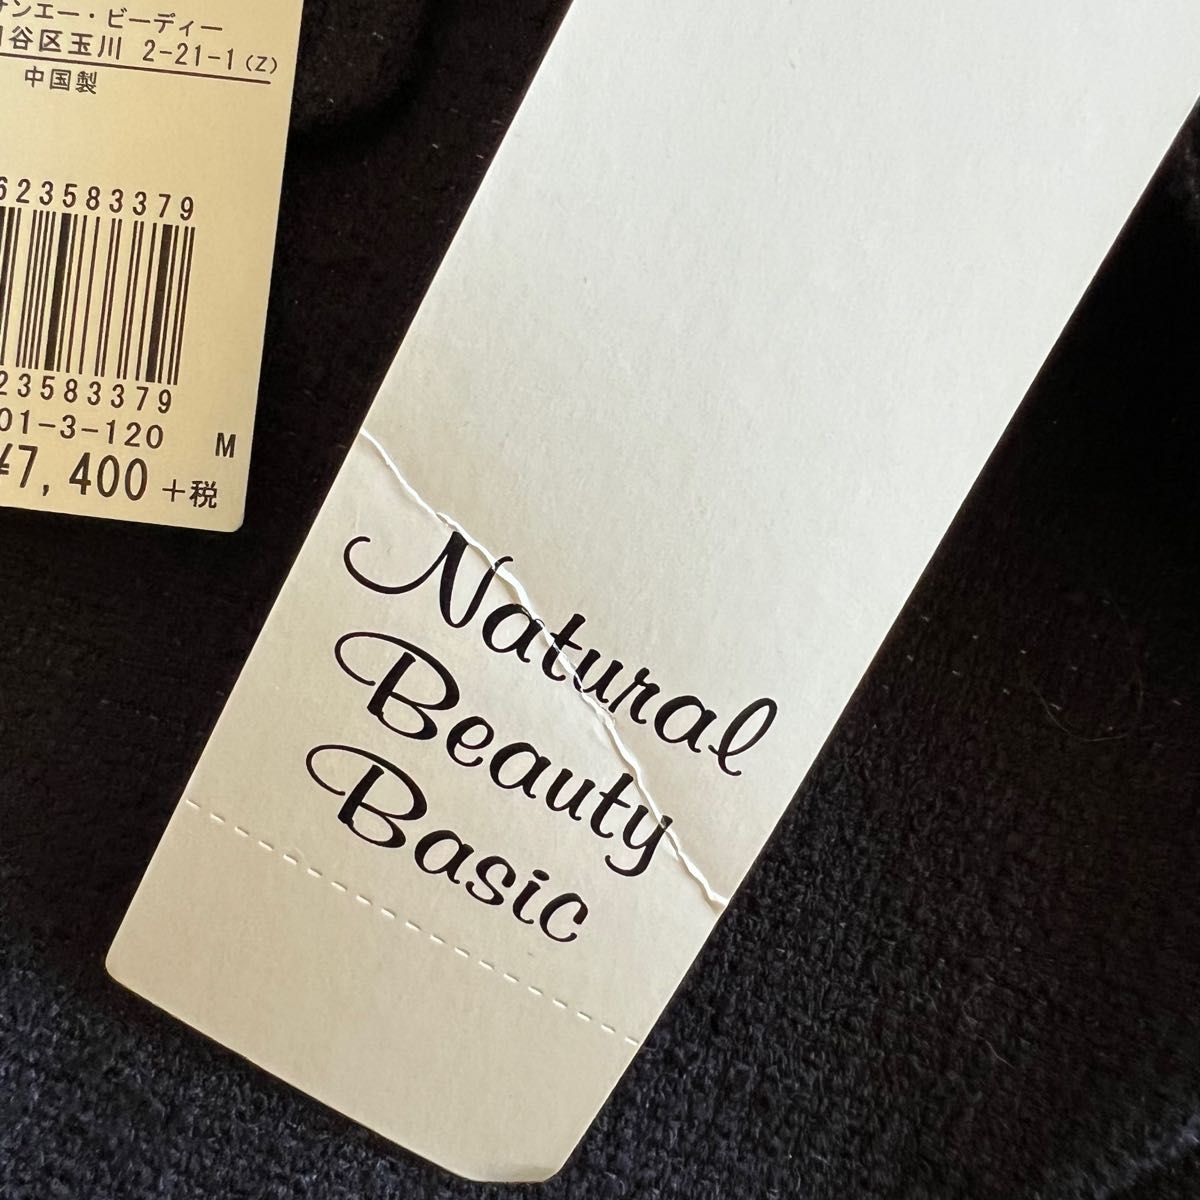 ンエー・ビーディー
谷区玉川 2-21-1(Z)
中国製
623583379
23583379
01-3-120 M
¥7,400 +税
Natural
Beauty
Basic